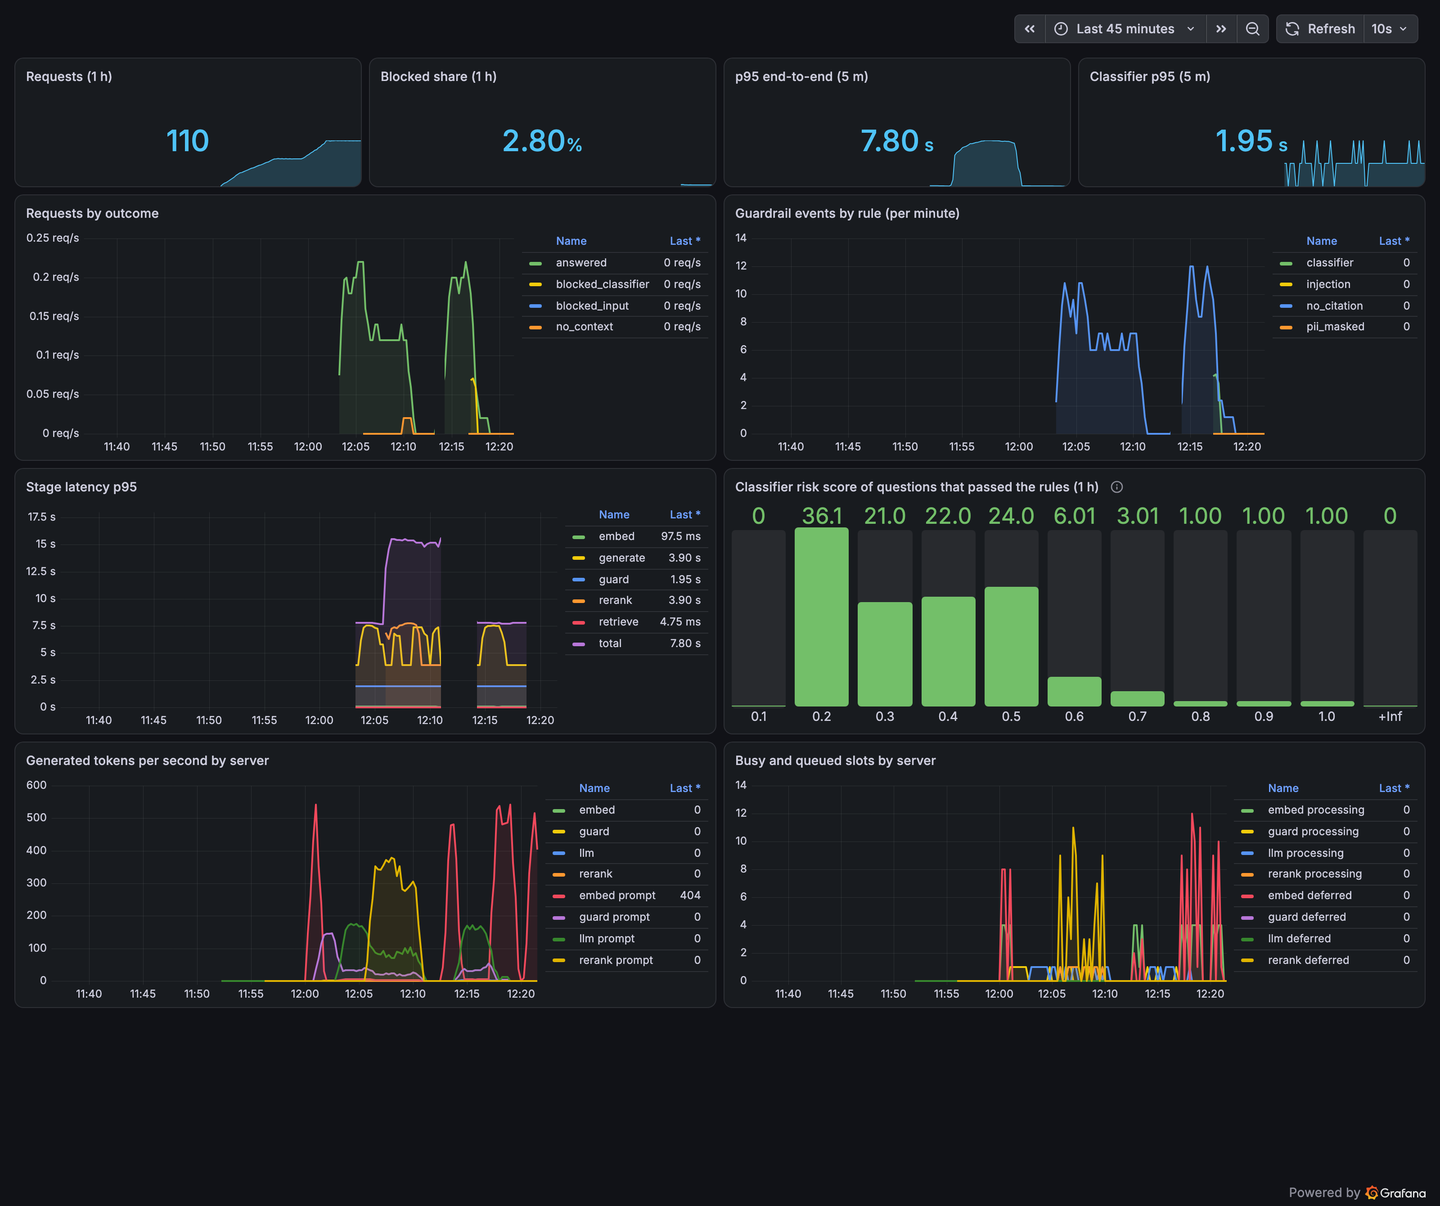 Last 45 minutes
Refresh
10s
Requests (1 h)
110
Blocked share (1 h)
2.80%
p95 end-to-end (5 m)
7.80 s
Classifier p95 (5 m)
1.95 s
Requests by outcome
0.25 req/s
0.2 req/s
0.15 req/s
0.1 req/s
0.05 req/s
0 req/s
11:40 11:45 11:50 11:55 12:00 12:05 12:10 12:15 12:20
Name Last *
answered 0 req/s
blocked_classifier 0 req/s
blocked_input 0 req/s
no_context 0 req/s
Guardrail events by rule (per minute)
14
12
10
8
6
4
2
0
11:40 11:45 11:50 11:55 12:00 12:05 12:10 12:15 12:20
Name Last *
classifier 0
injection 0
no_citation 0
pii_masked 0
Stage latency p95
17.5 s
15 s
12.5 s
10 s
7.5 s
5 s
2.5 s
0 s
11:40 11:45 11:50 11:55 12:00 12:05 12:10 12:15 12:20
Name Last *
embed 97.5 ms
generate 3.90 s
guard 1.95 s
rerank 3.90 s
retrieve 4.75 ms
total 7.80 s
Classifier risk score of questions that passed the rules (1 h)
0 36.1 21.0 22.0 24.0 6.01 3.01 1.00 1.00 1.00 0
0.1 0.2 0.3 0.4 0.5 0.6 0.7 0.8 0.9 1.0 +Inf
Generated tokens per second by server
600
500
400
300
200
100
0
11:40 11:45 11:50 11:55 12:00 12:05 12:10 12:15 12:20
Name Last *
embed 0
guard 0
llm 0
rerank 0
embed prompt 404
guard prompt 0
llm prompt 0
rerank prompt 0
Busy and queued slots by server
14
12
10
8
6
4
2
0
11:40 11:45 11:50 11:55 12:00 12:05 12:10 12:15 12:20
Name Last *
embed processing 0
guard processing 0
llm processing 0
rerank processing 0
embed deferred 0
guard deferred 0
llm deferred 0
rerank deferred 0
Powered by Grafana